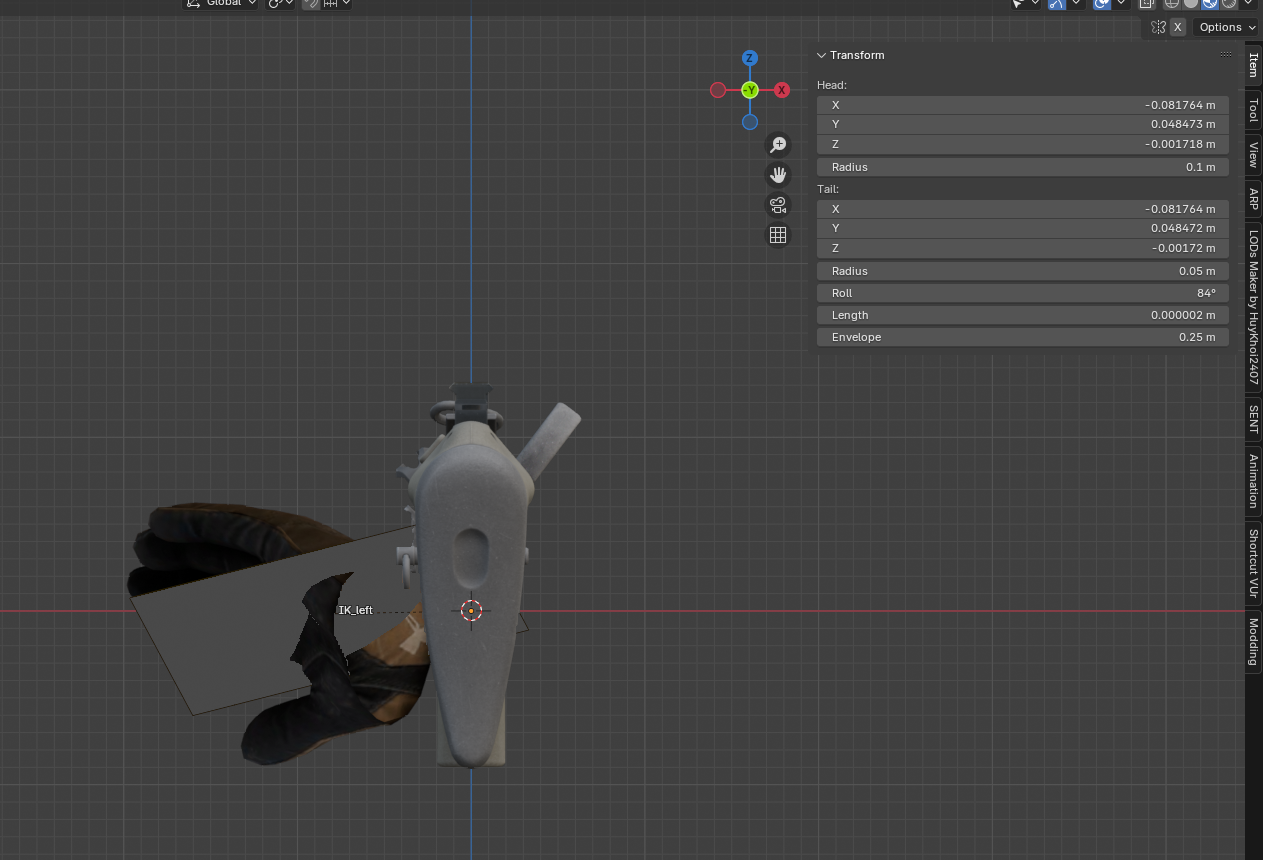 Global
X
Options
Transform
Head:
X -0.081764 m
Y 0.048473 m
Z -0.001718 m
Radius 0.1 m
Tail:
X -0.081764 m
Y 0.048472 m
Z -0.00172 m
Radius 0.05 m
Roll 84°
Length 0.000002 m
Envelope 0.25 m
Z
-Y
X
IK_left
Item
Tool
View
ARP
LODs Maker by HuyKhoi2407
SENT
Animation
Shortcut VUr
Modding